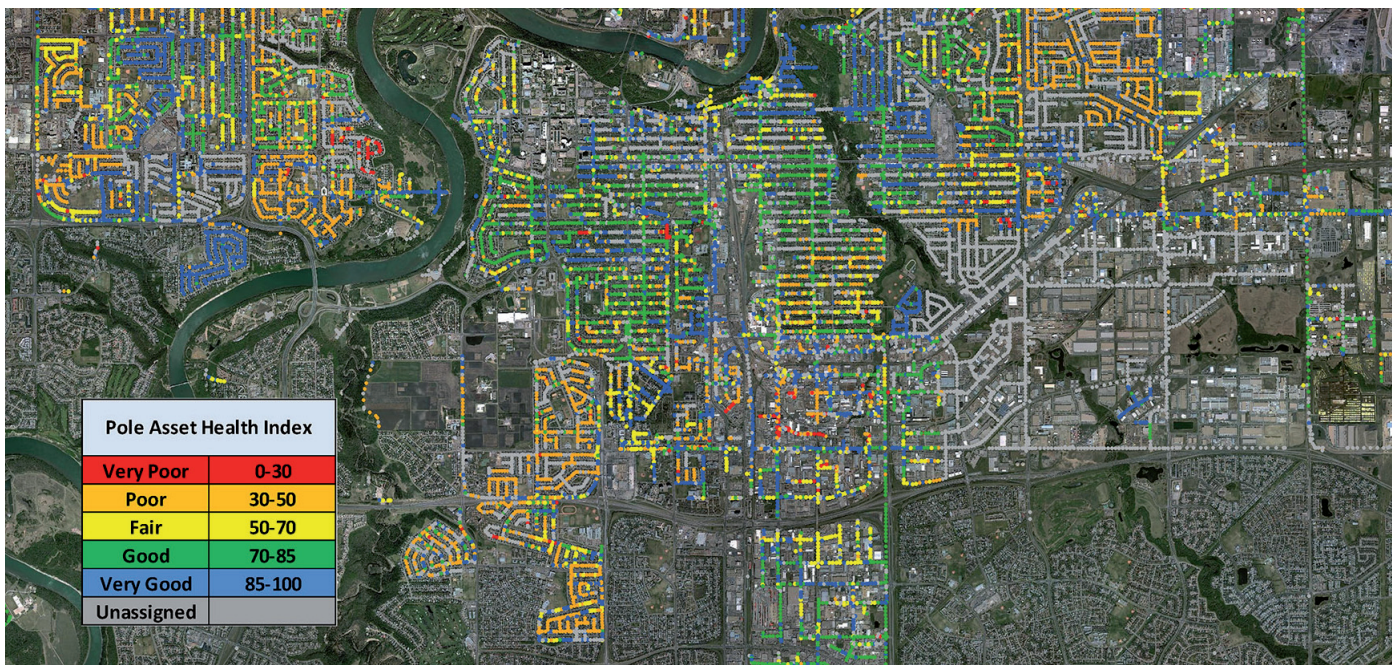 Pole Asset Health Index
Very Poor 0-30
Poor 30-50
Fair 50-70
Good 70-85
Very Good 85-100
Unassigned